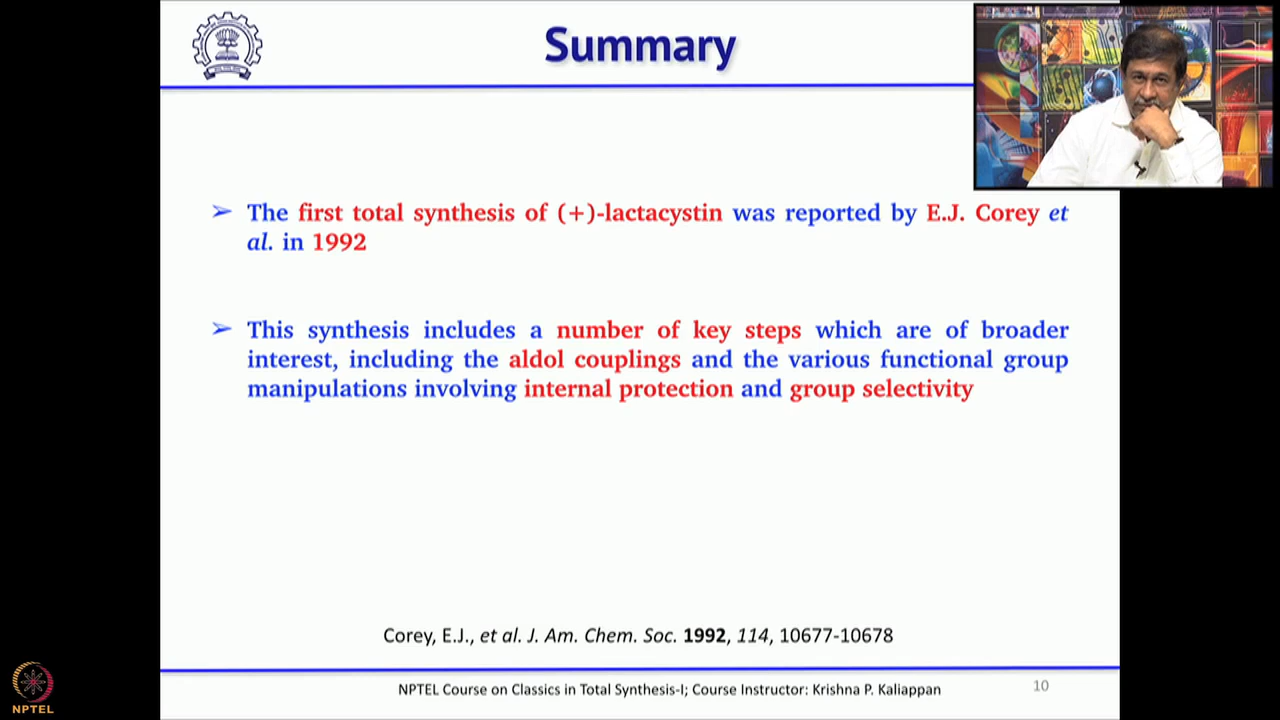 Summary
➢ The first total synthesis of (+)-lactacystin was reported by E.J. Corey et
al. in 1992
➢ This synthesis includes a number of key steps which are of broader
interest, including the aldol couplings and the various functional group
manipulations involving internal protection and group selectivity
Corey, E.J., et al. J. Am. Chem. Soc. 1992, 114, 10677-10678
NPTEL Course on Classics in Total Synthesis-I; Course Instructor: Krishna P. Kaliappan
10
NPTEL